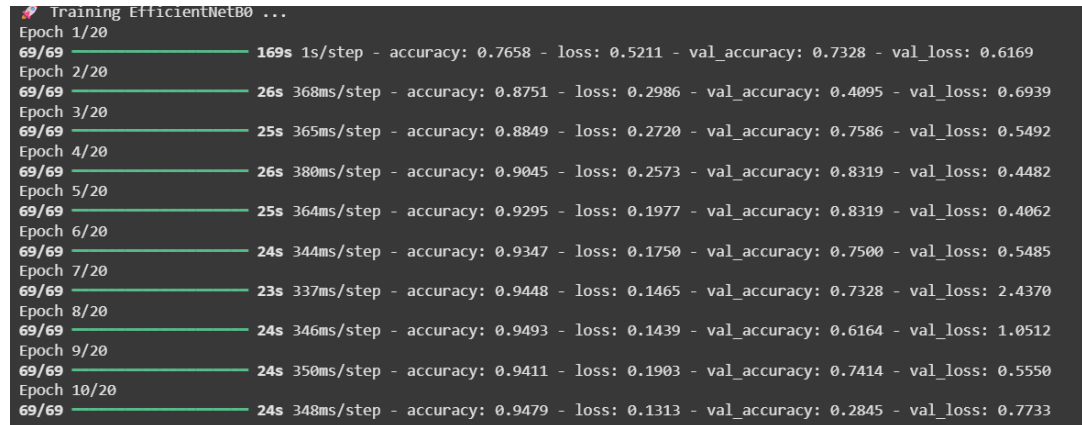 🚀 Training EfficientNetB0 ...
Epoch 1/20
69/69 ━━━━━━━━━━━━━━━━━━━━ 169s 1s/step - accuracy: 0.7658 - loss: 0.5211 - val_accuracy: 0.7328 - val_loss: 0.6169
Epoch 2/20
69/69 ━━━━━━━━━━━━━━━━━━━━ 26s 368ms/step - accuracy: 0.8751 - loss: 0.2986 - val_accuracy: 0.4095 - val_loss: 0.6939
Epoch 3/20
69/69 ━━━━━━━━━━━━━━━━━━━━ 25s 365ms/step - accuracy: 0.8849 - loss: 0.2720 - val_accuracy: 0.7586 - val_loss: 0.5492
Epoch 4/20
69/69 ━━━━━━━━━━━━━━━━━━━━ 26s 380ms/step - accuracy: 0.9045 - loss: 0.2573 - val_accuracy: 0.8319 - val_loss: 0.4482
Epoch 5/20
69/69 ━━━━━━━━━━━━━━━━━━━━ 25s 364ms/step - accuracy: 0.9295 - loss: 0.1977 - val_accuracy: 0.8319 - val_loss: 0.4062
Epoch 6/20
69/69 ━━━━━━━━━━━━━━━━━━━━ 24s 344ms/step - accuracy: 0.9347 - loss: 0.1750 - val_accuracy: 0.7500 - val_loss: 0.5485
Epoch 7/20
69/69 ━━━━━━━━━━━━━━━━━━━━ 23s 337ms/step - accuracy: 0.9448 - loss: 0.1465 - val_accuracy: 0.7328 - val_loss: 2.4370
Epoch 8/20
69/69 ━━━━━━━━━━━━━━━━━━━━ 24s 346ms/step - accuracy: 0.9493 - loss: 0.1439 - val_accuracy: 0.6164 - val_loss: 1.0512
Epoch 9/20
69/69 ━━━━━━━━━━━━━━━━━━━━ 24s 350ms/step - accuracy: 0.9411 - loss: 0.1903 - val_accuracy: 0.7414 - val_loss: 0.5550
Epoch 10/20
69/69 ━━━━━━━━━━━━━━━━━━━━ 24s 348ms/step - accuracy: 0.9479 - loss: 0.1313 - val_accuracy: 0.2845 - val_loss: 0.7733